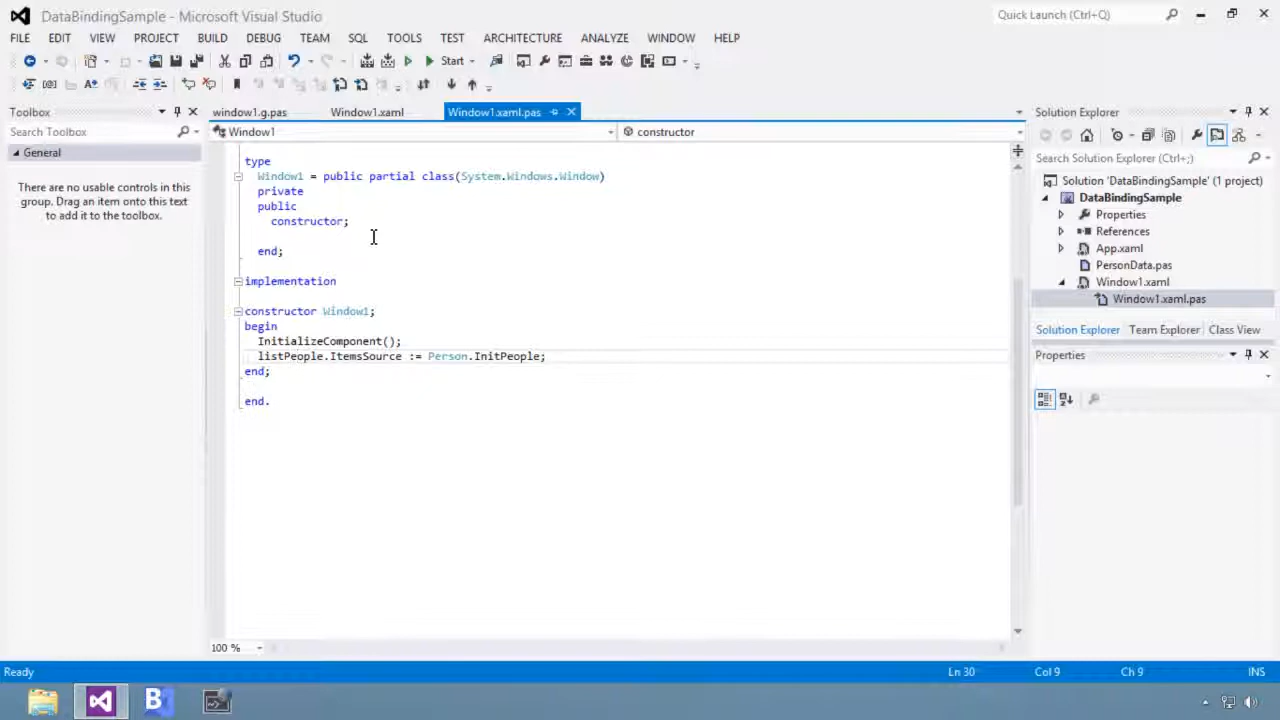 DataBindingSample - Microsoft Visual Studio
Quick Launch (Ctrl+Q)
FILE EDIT VIEW PROJECT BUILD DEBUG TEAM SQL TOOLS TEST ARCHITECTURE ANALYZE WINDOW HELP
Start
Toolbox
window1.g.pas Window1.xaml Window1.xaml.pas
Solution Explorer
Search Toolbox
Window1
constructor
General
There are no usable controls in this
group. Drag an item onto this text
to add it to the toolbox.
type
Window1 = public partial class(System.Windows.Window)
private
public
constructor;
end;
implementation
constructor Window1;
begin
InitializeComponent();
listPeople.ItemsSource := Person.InitPeople;
end;
end.
100 %
Search Solution Explorer (Ctrl+;)
Solution 'DataBindingSample' (1 project)
DataBindingSample
Properties
References
App.xaml
PersonData.pas
Window1.xaml
Window1.xaml.pas
Solution Explorer Team Explorer Class View
Properties
Ready
Ln 30 Col 9 Ch 9 INS